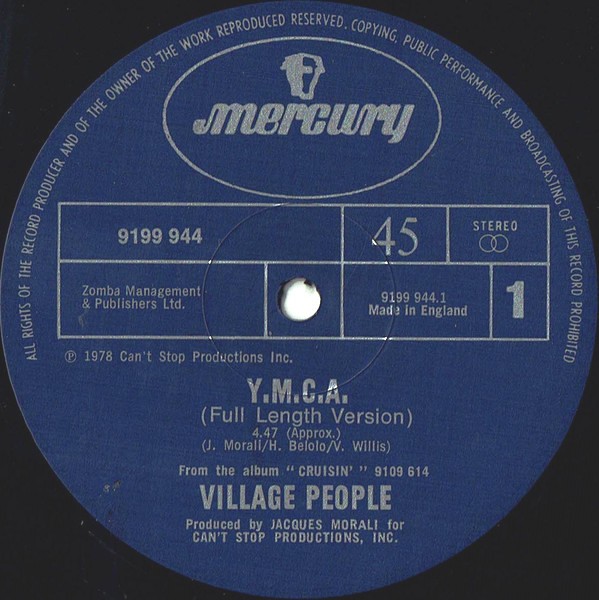 ALL RIGHTS OF THE RECORD PRODUCER AND OF THE OWNER OF THE WORK REPRODUCED RESERVED. COPYING, PUBLIC PERFORMANCE AND BROADCASTING OF THIS RECORD PROHIBITED
mercury
9199 944
45
STEREO
Zomba Management
& Publishers Ltd.
9199 944.1
Made in England
1
℗ 1978 Can't Stop Productions Inc.
Y.M.C.A.
(Full Length Version)
4.47 (Approx.)
(J. Morali/H. Belolo/V. Willis)
From the album "CRUISIN'" 9109 614
VILLAGE PEOPLE
Produced by JACQUES MORALI for
CAN'T STOP PRODUCTIONS, INC.